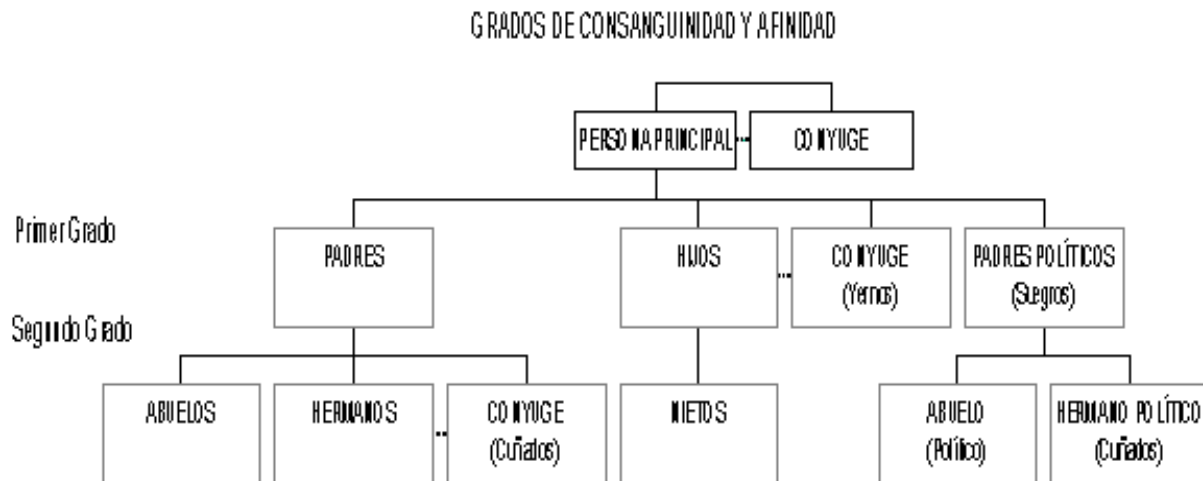 GRADOS DE CONSANGUINIDAD Y AFINIDAD
PERSONA PRINCIPAL
CONYUGE
Primer Grado
PADRES
HIJOS
CONYUGE
(Yernos)
PADRES POLÍTICOS
(Suegros)
Segundo Grado
ABUELOS
HERMANOS
CONYUGE
(Cuñados)
NIETOS
ABUELO
(Político)
HERMANO POLÍTICO
(Cuñados)